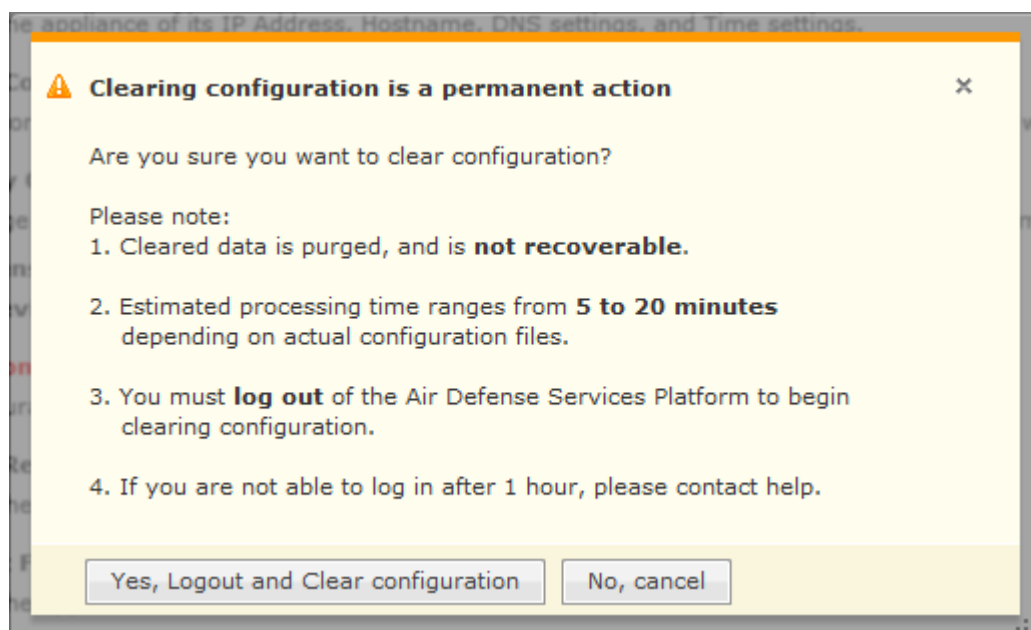 the appliance of its IP Address, Hostname, DNS settings, and Time settings.
Clearing configuration is a permanent action
Are you sure you want to clear configuration?
Please note:
1. Cleared data is purged, and is not recoverable.
2. Estimated processing time ranges from 5 to 20 minutes
depending on actual configuration files.
3. You must log out of the Air Defense Services Platform to begin
clearing configuration.
4. If you are not able to log in after 1 hour, please contact help.
Yes, Logout and Clear configuration No, cancel